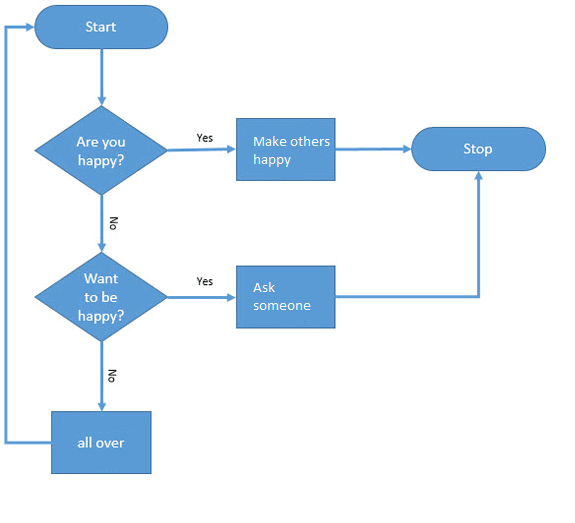 Start
Are you
happy?
Yes
Make others
happy
Stop
No
Want
to be
happy?
Yes
Ask
someone
No
all over